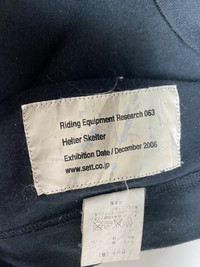 Riding Equipment Research 063
Helter Skelter
Exhibition Date / December 2006
www.sett.co.jp